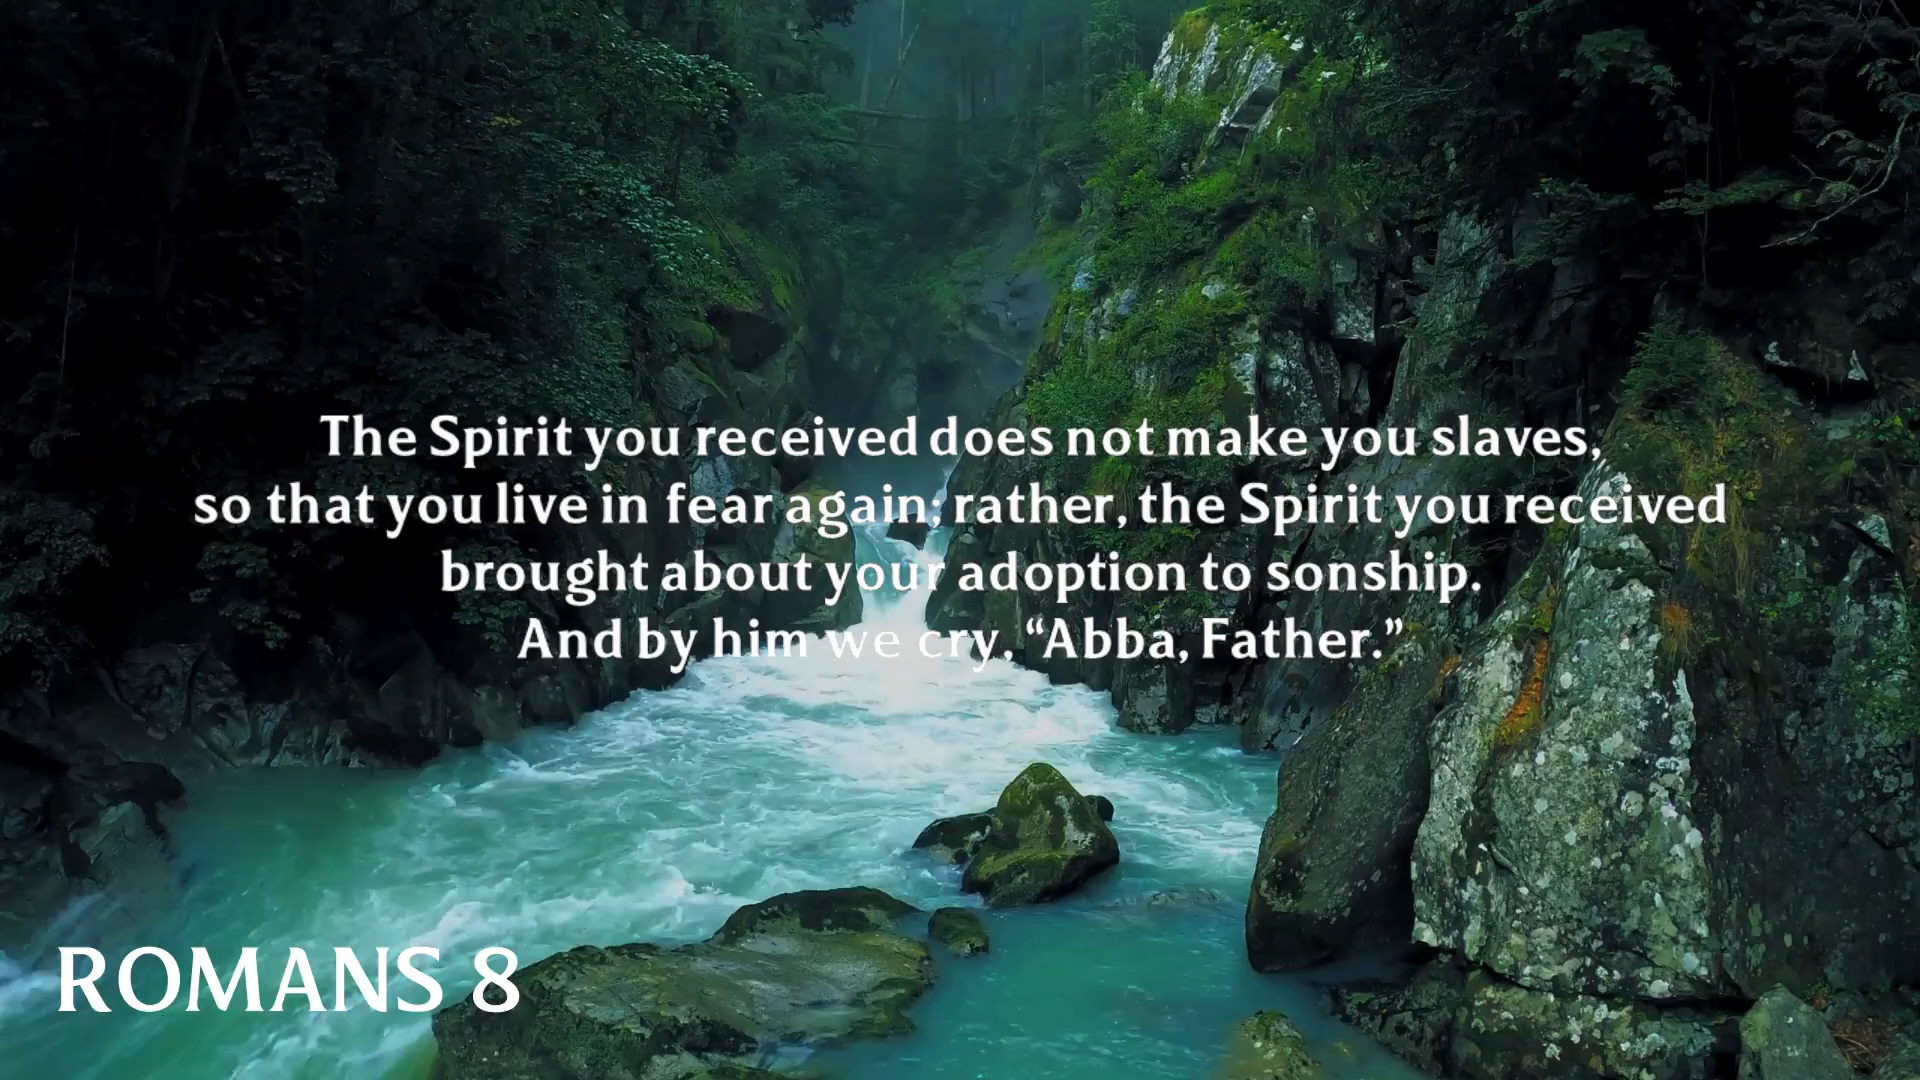 The Spirit you received does not make you slaves,
so that you live in fear again; rather, the Spirit you received
brought about your adoption to sonship.
And by him we cry, “Abba, Father.”
ROMANS 8